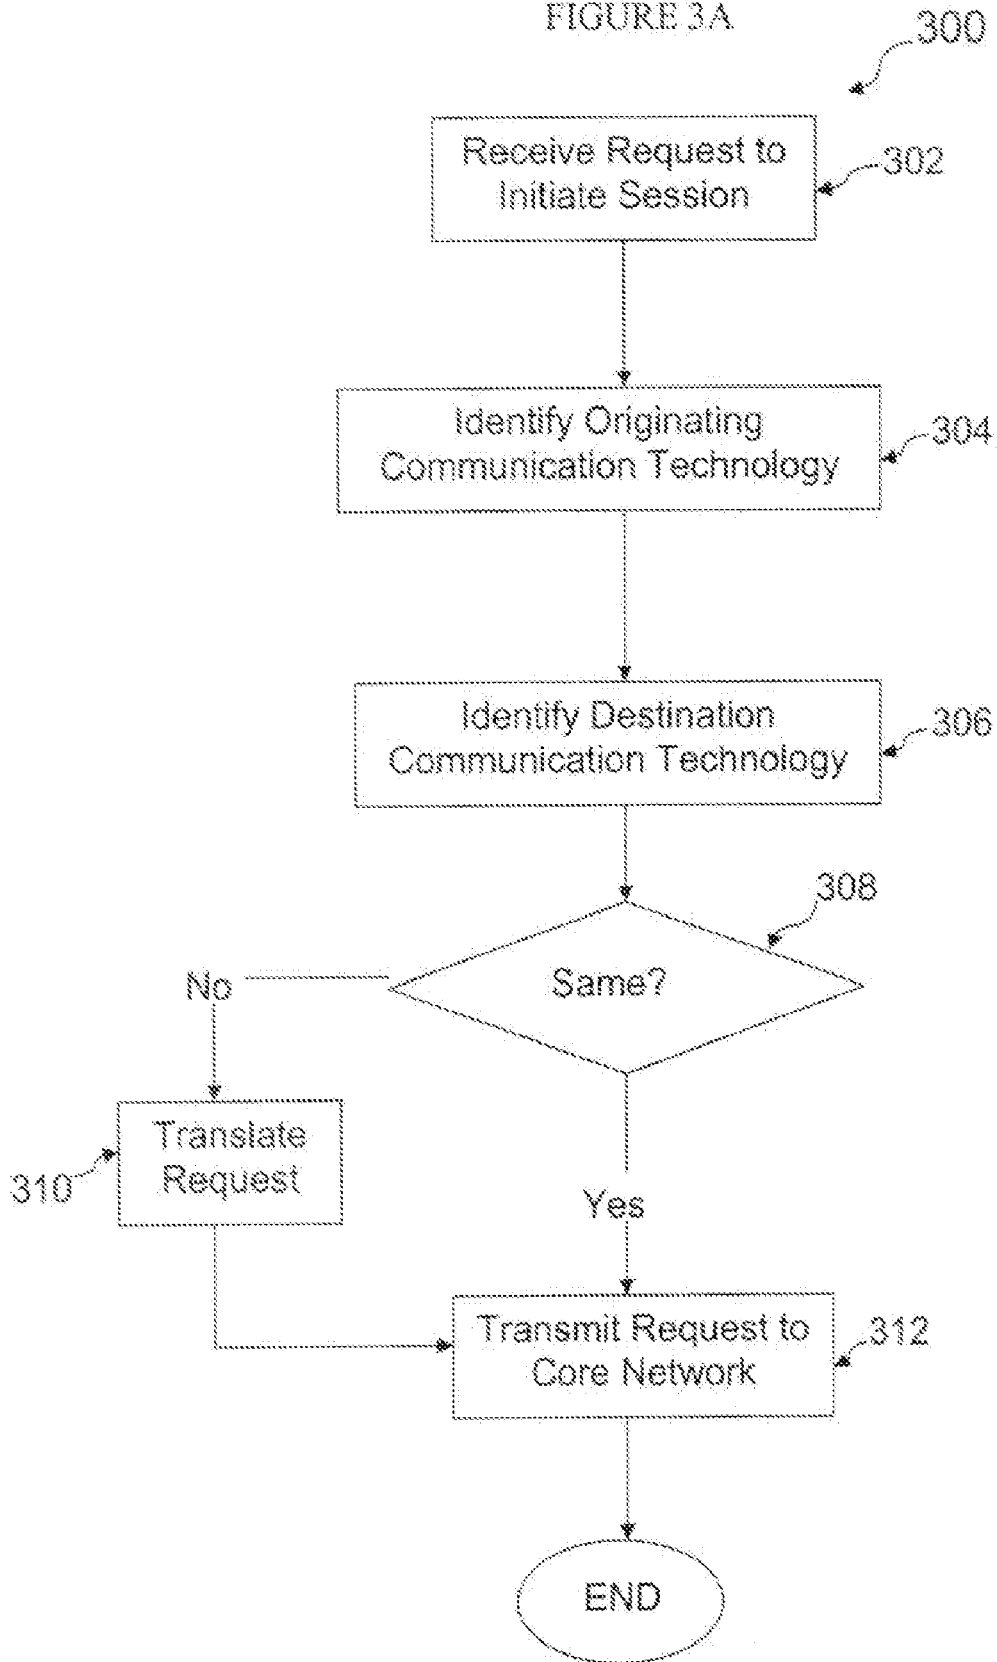 FIGURE 3A
300
Receive Request to
Initiate Session
302
Identify Originating
Communication Technology
304
Identify Destination
Communication Technology
306
308
Same?
No
Translate
Request
310
Yes
Transmit Request to
Core Network
312
END